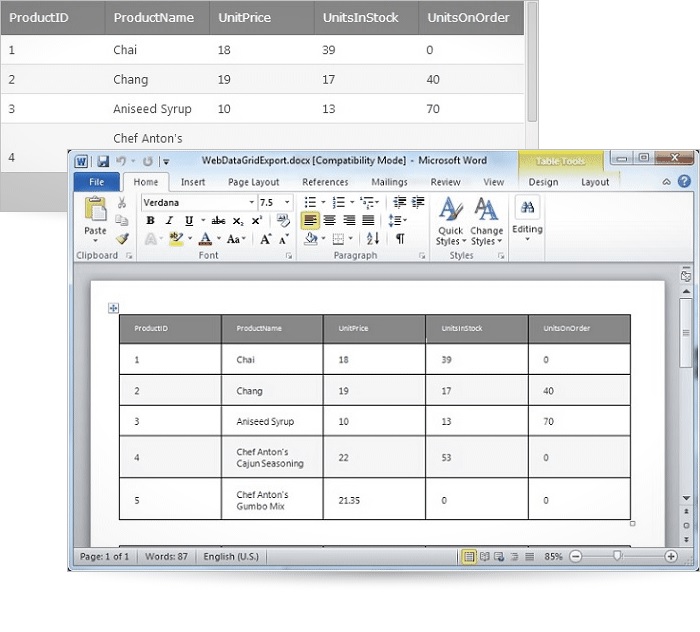 ProductID ProductName UnitPrice UnitsInStock UnitsOnOrder
1 Chai 18 39 0
2 Chang 19 17 40
3 Aniseed Syrup 10 13 70
Chef Anton's
4
WebDataGridExport.docx [Compatibility Mode] - Microsoft Word Table Tools
File Home Insert Page Layout References Mailings Review View Design Layout
Verdana 7.5
B I U abc x₂ x²
A ab A Aa A A
Paste Quick Styles Change Styles Editing
Clipboard Font Paragraph Styles
ProductID ProductName UnitPrice UnitsInStock UnitsOnOrder
1 Chai 18 39 0
2 Chang 19 17 40
3 Aniseed Syrup 10 13 70
4 Chef Anton's Cajun Seasoning 22 53 0
5 Chef Anton's Gumbo Mix 21.35 0 0
Page: 1 of 1 Words: 87 English (U.S.) 85%